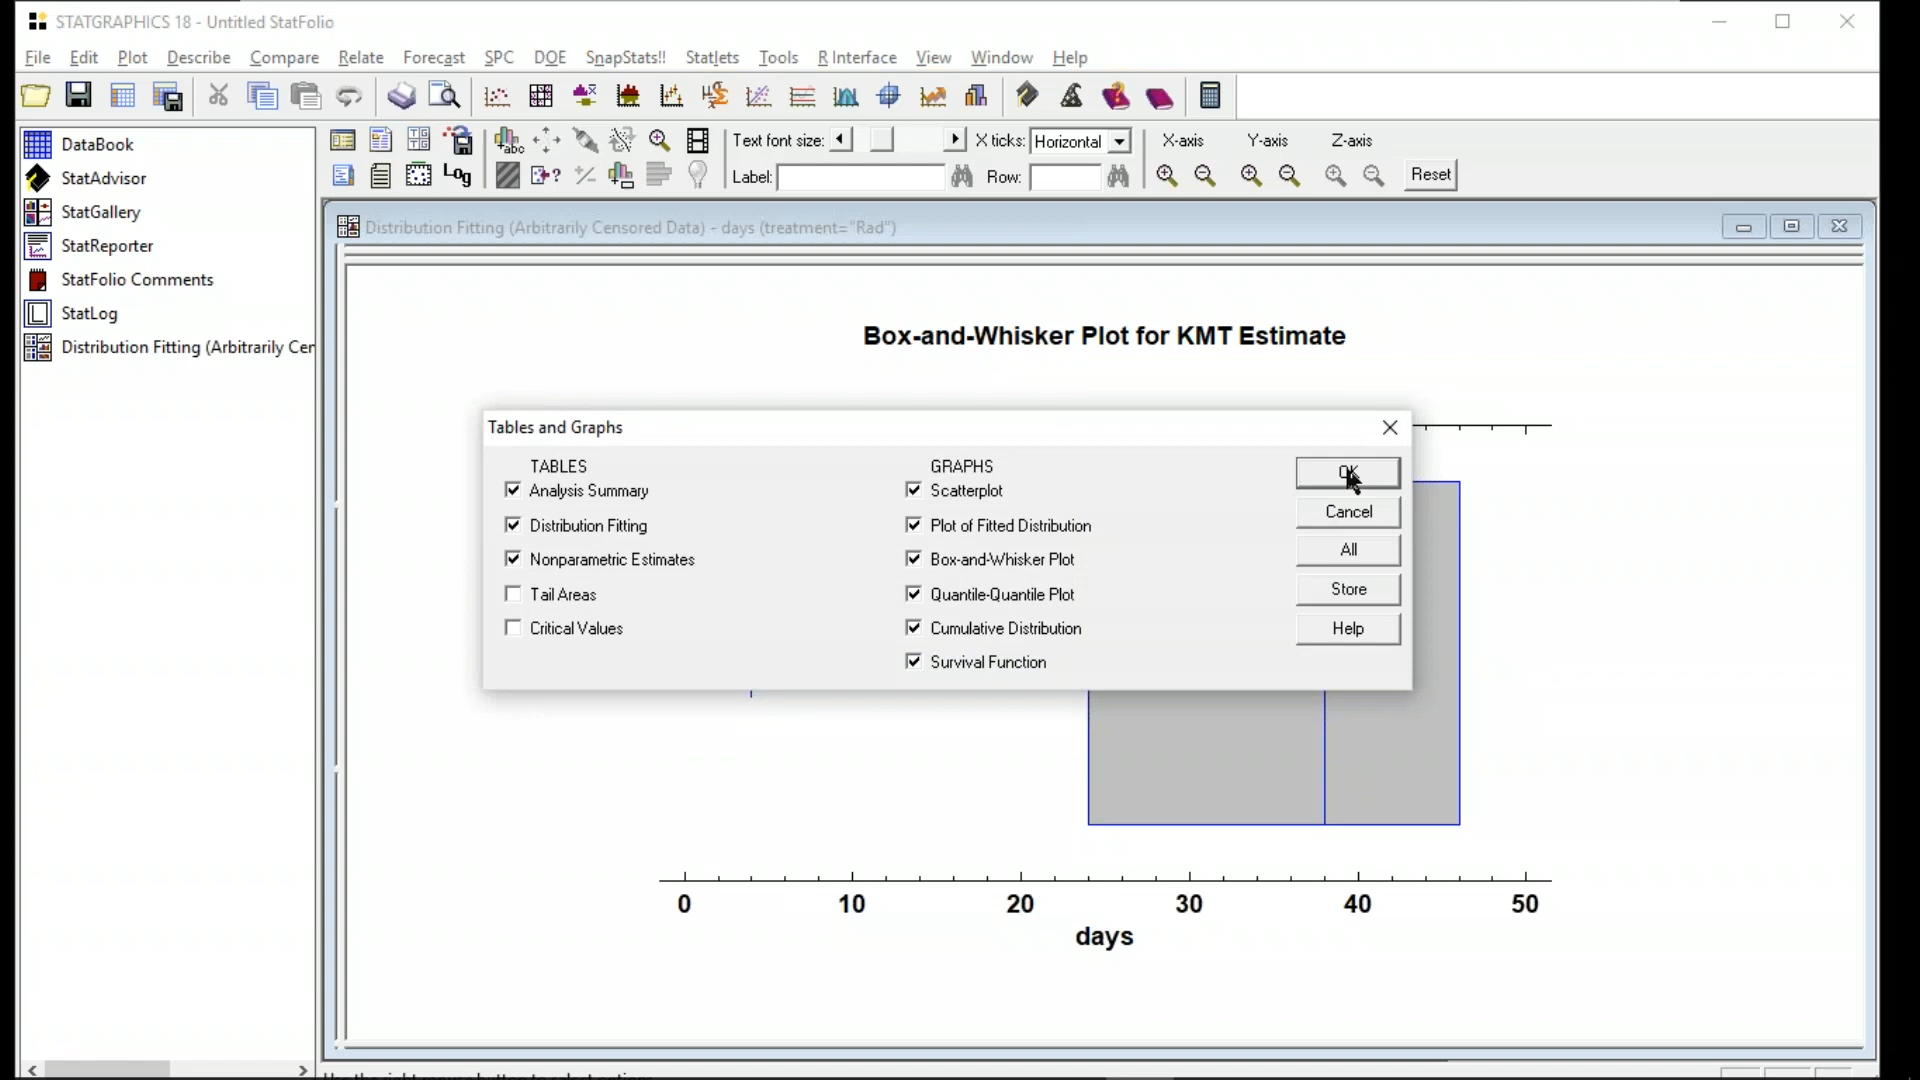 STATGRAPHICS 18 - Untitled StatFolio
File Edit Plot Describe Compare Relate Forecast SPC DOE SnapStats!! Statlets Tools R Interface View Window Help
Text font size: X ticks: Horizontal X-axis Y-axis Z-axis
Log Label: Row: Reset
DataBook
StatAdvisor
StatGallery
StatReporter
StatFolio Comments
StatLog
Distribution Fitting (Arbitrarily Cer
Distribution Fitting (Arbitrarily Censored Data) - days (treatment="Rad")
Box-and-Whisker Plot for KMT Estimate
Tables and Graphs
TABLES
Analysis Summary
Distribution Fitting
Nonparametric Estimates
Tail Areas
Critical Values
GRAPHS
Scatterplot
Plot of Fitted Distribution
Box-and-Whisker Plot
Quantile-Quantile Plot
Cumulative Distribution
Survival Function
OK
Cancel
All
Store
Help
0 10 20 30 40 50
days